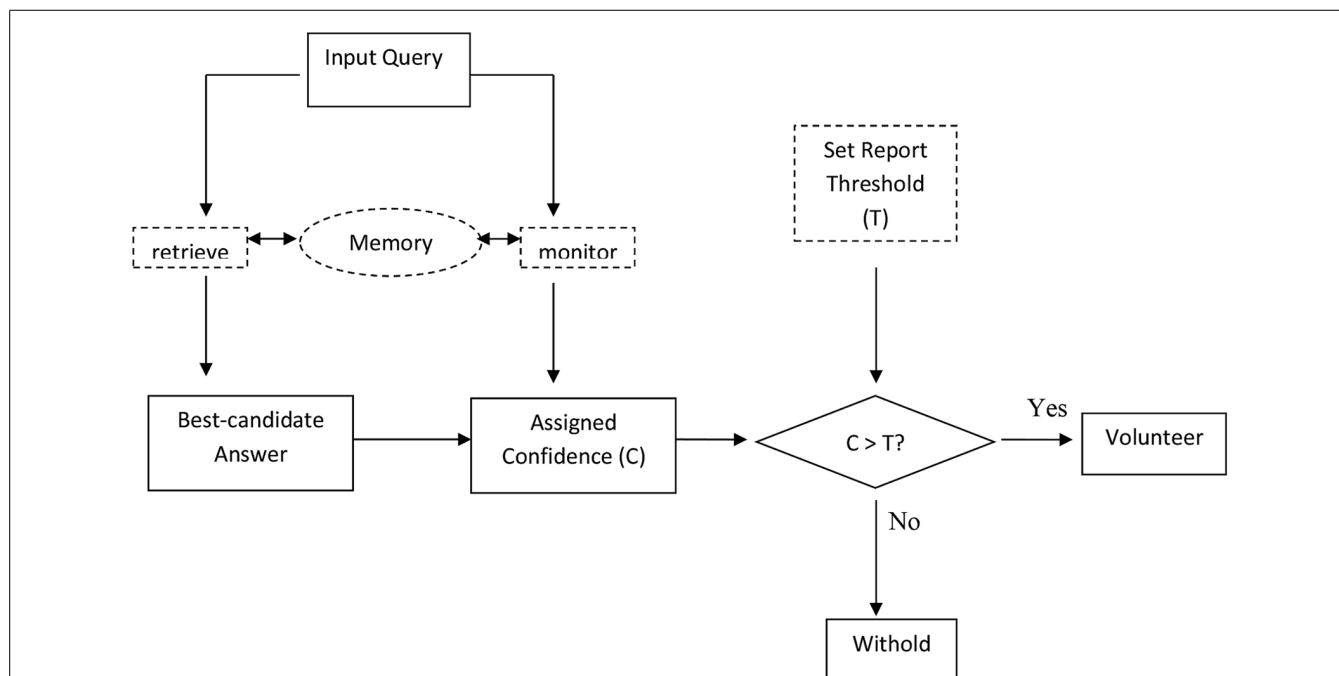 Input Query
Set Report
Threshold
(T)
retrieve
Memory
monitor
Best-candidate
Answer
Assigned
Confidence (C)
C > T?
Yes
Volunteer
No
Withold